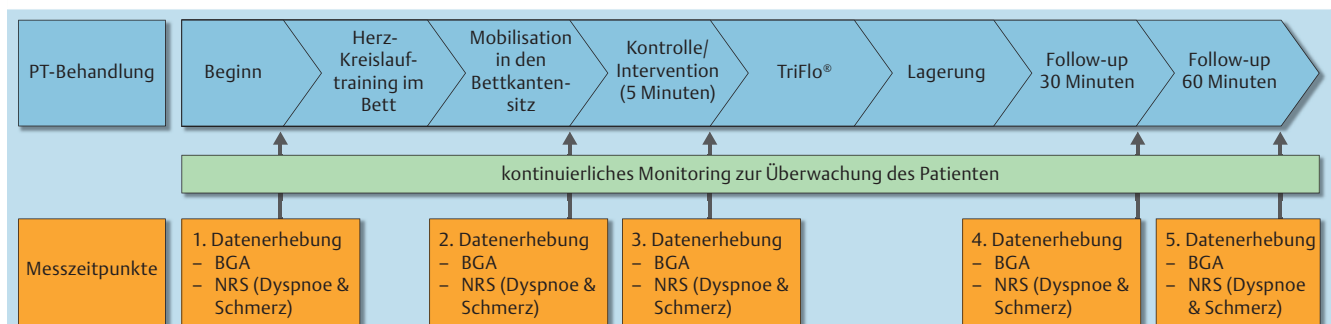 PT-Behandlung
Beginn
Herz-
Kreislauf-
training im
Bett
Mobilisation
in den
Bettkanten-
sitz
Kontrolle/
Intervention
(5 Minuten)
TriFlo®
Lagerung
Follow-up
30 Minuten
Follow-up
60 Minuten
kontinuierliches Monitoring zur Überwachung des Patienten
Messzeitpunkte
1. Datenerhebung
– BGA
– NRS (Dyspnoe &
Schmerz)
2. Datenerhebung
– BGA
– NRS (Dyspnoe &
Schmerz)
3. Datenerhebung
– BGA
– NRS (Dyspnoe &
Schmerz)
4. Datenerhebung
– BGA
– NRS (Dyspnoe &
Schmerz)
5. Datenerhebung
– BGA
– NRS (Dyspnoe
& Schmerz)